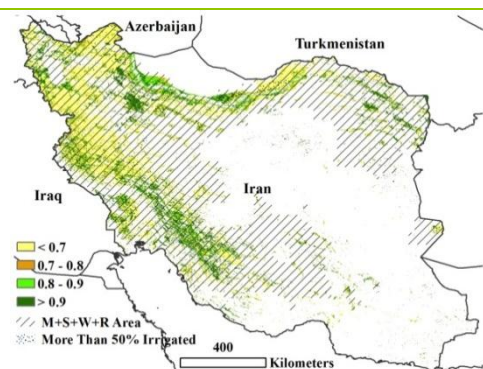 Azerbaijan
Turkmenistan
Iraq
Iran
< 0.7
0.7 - 0.8
0.8 - 0.9
> 0.9
M+S+W+R Area
More Than 50% Irrigated
400
Kilometers